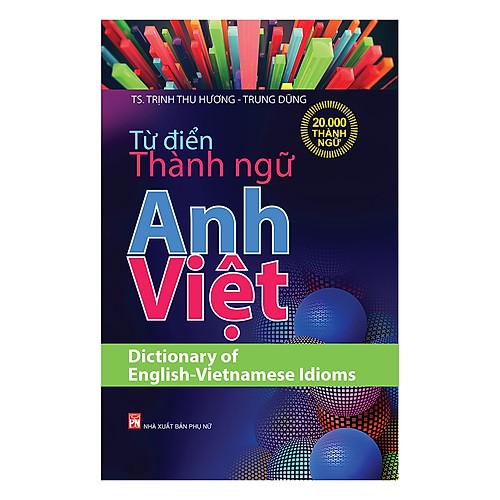 TS. TRỊNH THU HƯƠNG - TRUNG DŨNG
20.000
THÀNH
NGỮ
Từ điển
Thành ngữ
Anh
Việt
Dictionary of
English-Vietnamese Idioms
PN
NHÀ XUẤT BẢN PHỤ NỮ